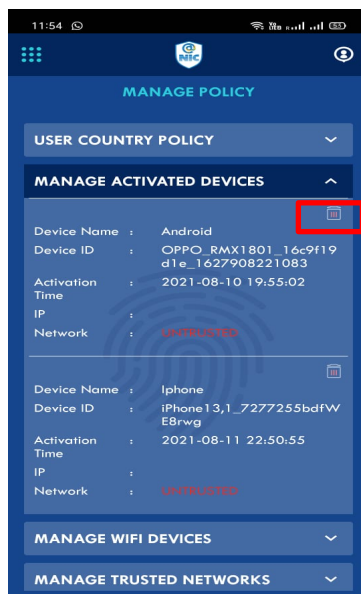 11:54
53
@
NIC
MANAGE POLICY
USER COUNTRY POLICY
MANAGE ACTIVATED DEVICES
Device Name : Android
Device ID : OPPO_RMX1801_16c9f19
d1e_1627908221083
Activation : 2021-08-10 19:55:02
Time
IP :
Network : UNTRUSTED
Device Name : Iphone
Device ID : iPhone13,1_7277255bdfW
E8rwg
Activation : 2021-08-11 22:50:55
Time
IP :
Network : UNTRUSTED
MANAGE WIFI DEVICES
MANAGE TRUSTED NETWORKS